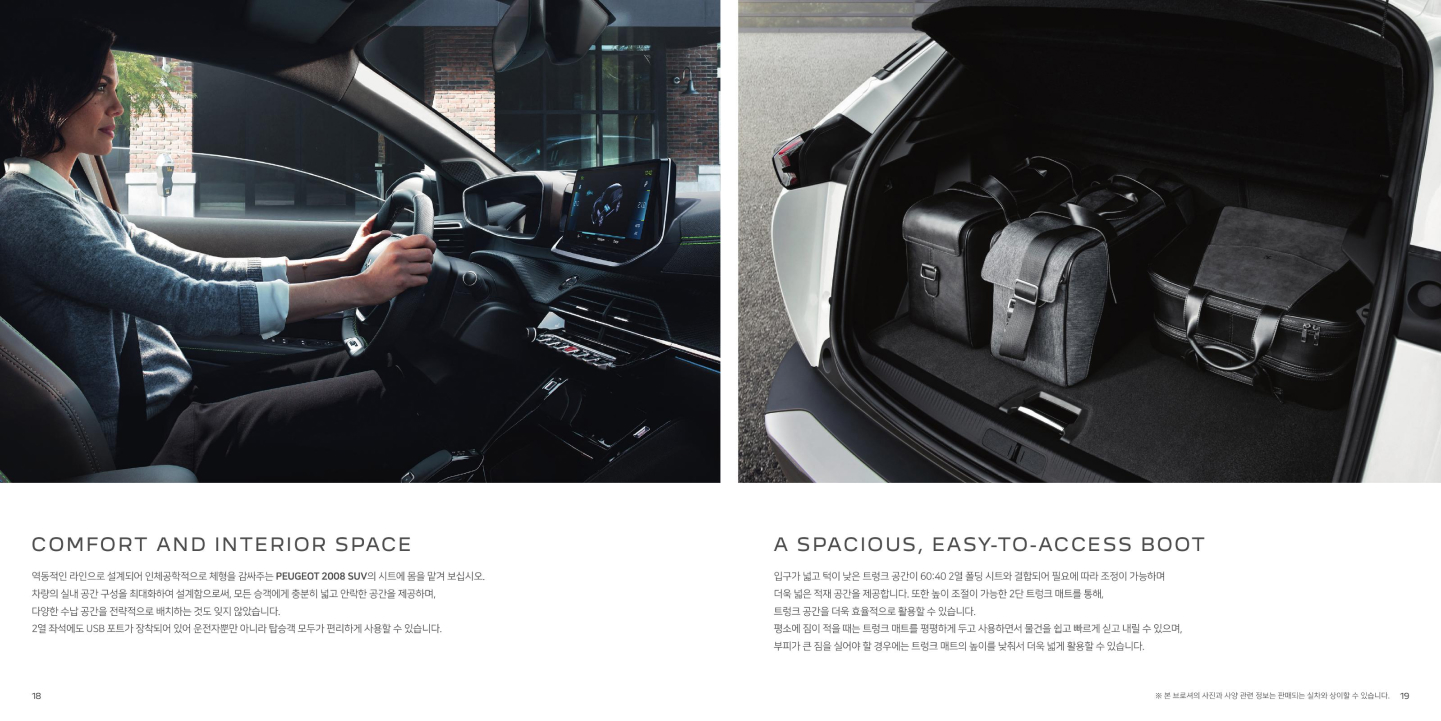 COMFORT AND INTERIOR SPACE
역동적인 라인으로 설계되어 인체공학적으로 체형을 감싸주는 PEUGEOT 2008 SUV의 시트에 몸을 맡겨 보십시오.
차량의 실내 공간 구성을 최대화하여 설계함으로써, 모든 승객에게 충분히 넓고 안락한 공간을 제공하며,
다양한 수납 공간을 전략적으로 배치하는 것도 잊지 않았습니다.
2열 좌석에도 USB 포트가 장착되어 있어 운전자뿐만 아니라 탑승객 모두가 편리하게 사용할 수 있습니다.
18
A SPACIOUS, EASY-TO-ACCESS BOOT
입구가 넓고 턱이 낮은 트렁크 공간이 60:40 2열 폴딩 시트와 결합되어 필요에 따라 조정이 가능하며
더욱 넓은 적재 공간을 제공합니다. 또한 높이 조절이 가능한 2단 트렁크 매트를 통해,
트렁크 공간을 더욱 효율적으로 활용할 수 있습니다.
평소에 짐이 적을 때는 트렁크 매트를 평평하게 두고 사용하면서 물건을 쉽고 빠르게 싣고 내릴 수 있으며,
부피가 큰 짐을 실어야 할 경우에는 트렁크 매트의 높이를 낮춰서 더욱 넓게 활용할 수 있습니다.
※ 본 브로셔의 사진과 사양 관련 정보는 판매되는 실차와 상이할 수 있습니다.
19